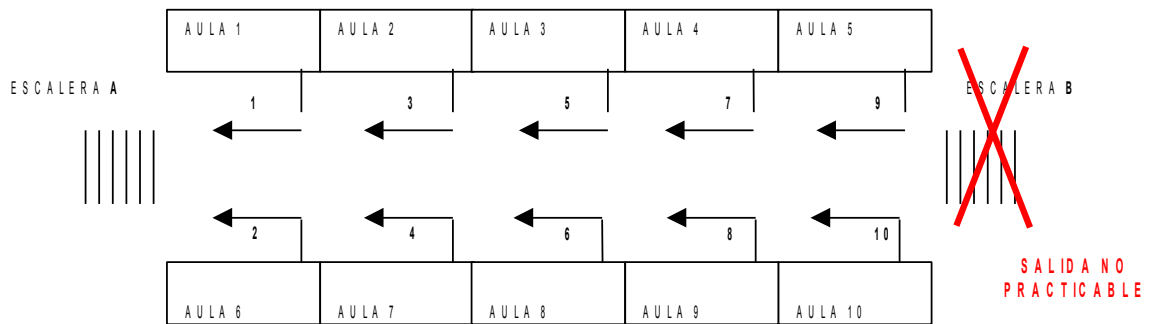 AULA 1 AULA 2 AULA 3 AULA 4 AULA 5
ESCALERA A
ESCALERA B
1 3 5 7 9
2 4 6 8 10
SALIDA NO
PRACTICABLE
AULA 6 AULA 7 AULA 8 AULA 9 AULA 10